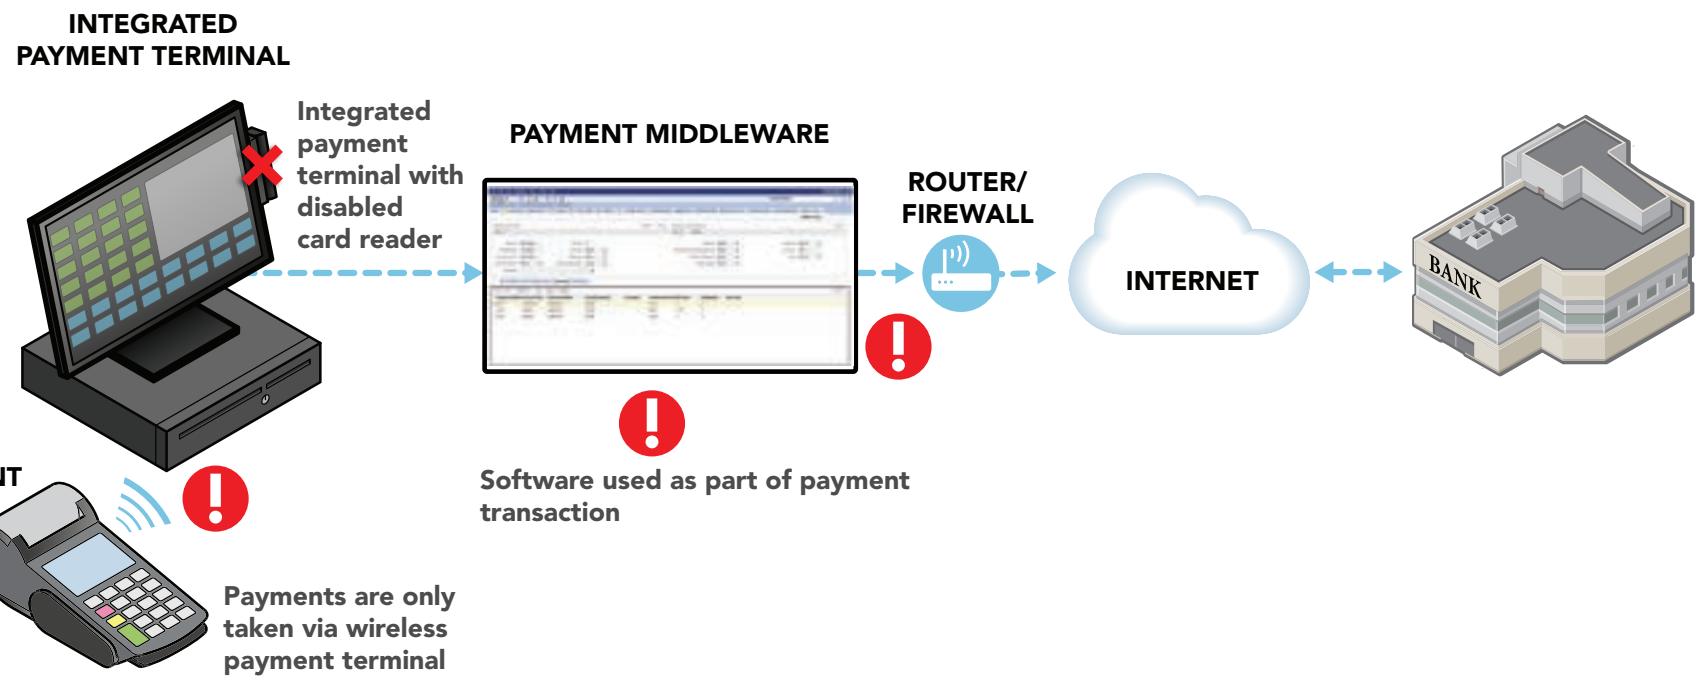 INTEGRATED
PAYMENT TERMINAL
Integrated
payment
terminal with
disabled
card reader
PAYMENT MIDDLEWARE
ROUTER/
FIREWALL
INTERNET
BANK
Software used as part of payment
transaction
NT
Payments are only
taken via wireless
payment terminal